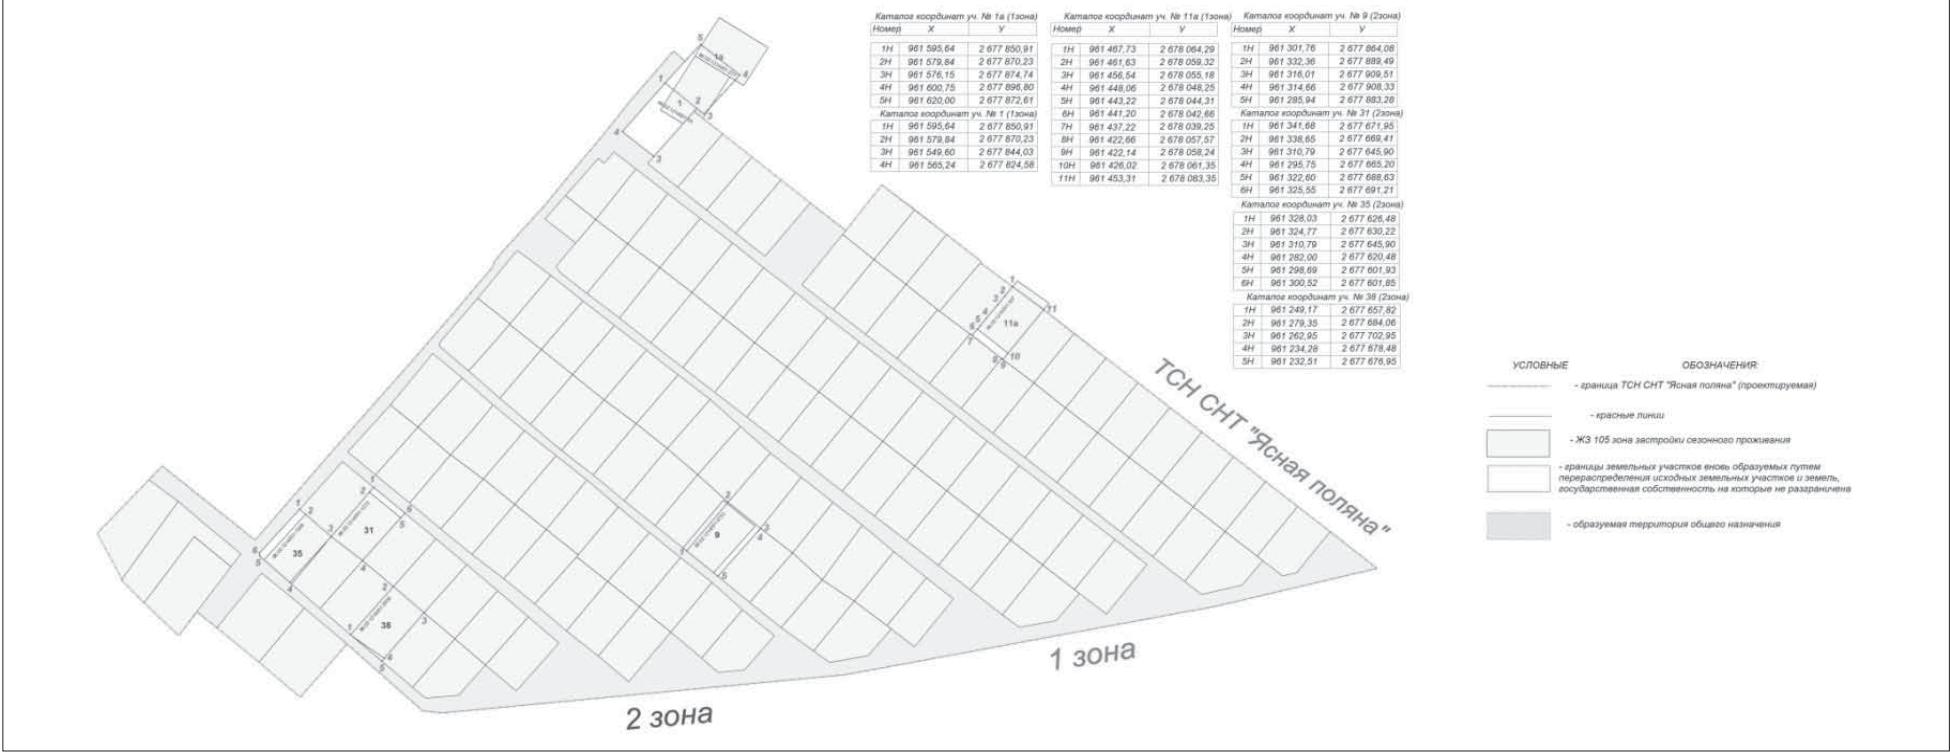 Каталог координат уч. № 1а (1зона)
Номер X У
1Н 961 595,64 2 677 850,91
2Н 961 579,84 2 677 870,23
3Н 961 576,15 2 677 874,74
4Н 961 600,75 2 677 896,80
5Н 961 620,00 2 677 872,61
Каталог координат уч. № 1 (1зона)
1Н 961 595,64 2 677 850,91
2Н 961 579,84 2 677 870,23
3Н 961 549,60 2 677 844,03
4Н 961 565,24 2 677 824,58
Каталог координат уч. № 11а (1зона)
Номер X У
1Н 961 467,73 2 678 064,29
2Н 961 461,63 2 678 059,32
3Н 961 456,54 2 678 055,18
4Н 961 448,06 2 678 048,25
5Н 961 443,22 2 678 044,31
6Н 961 441,20 2 678 042,66
7Н 961 437,22 2 678 039,25
8Н 961 422,66 2 678 057,57
9Н 961 422,14 2 678 058,24
10Н 961 426,02 2 678 061,35
11Н 961 453,31 2 678 083,35
Каталог координат уч. № 9 (2зона)
Номер X У
1Н 961 301,76 2 677 864,08
2Н 961 332,36 2 677 889,49
3Н 961 316,01 2 677 909,51
4Н 961 314,66 2 677 908,33
5Н 961 285,94 2 677 883,28
Каталог координат уч. № 31 (2зона)
1Н 961 341,68 2 677 671,95
2Н 961 338,65 2 677 669,41
3Н 961 310,79 2 677 645,90
4Н 961 295,75 2 677 665,20
5Н 961 322,60 2 677 688,63
6Н 961 325,55 2 677 691,21
Каталог координат уч. № 35 (2зона)
1Н 961 328,03 2 677 626,48
2Н 961 324,77 2 677 630,22
3Н 961 310,79 2 677 645,90
4Н 961 282,00 2 677 620,48
5Н 961 298,69 2 677 601,93
6Н 961 300,52 2 677 601,85
Каталог координат уч. № 38 (2зона)
1Н 961 249,17 2 677 657,82
2Н 961 279,35 2 677 684,06
3Н 961 262,95 2 677 702,95
4Н 961 234,28 2 677 678,48
5Н 961 232,51 2 677 676,95
УСЛОВНЫЕ ОБОЗНАЧЕНИЯ:
- граница ТСН СНТ "Ясная поляна" (проектируемая)
- красные линии
- ЖЗ 105 зона застройки сезонного проживания
- границы земельных участков вновь образуемых путем
перераспределения исходных земельных участков и земель,
государственная собственность на которые не разграничена
- образуемая территория общего назначения
ТСН СНТ "Ясная поляна"
11а
9
31
35
38
1 зона
2 зона